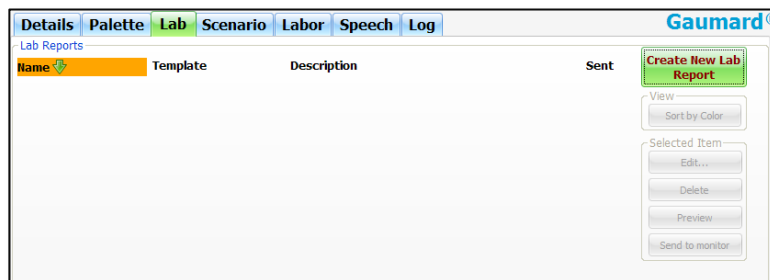 Details Palette Lab Scenario Labor Speech Log
Gaumard®
Lab Reports
Name Template Description Sent
Create New Lab
Report
View
Sort by Color
Selected Item
Edit...
Delete
Preview
Send to monitor